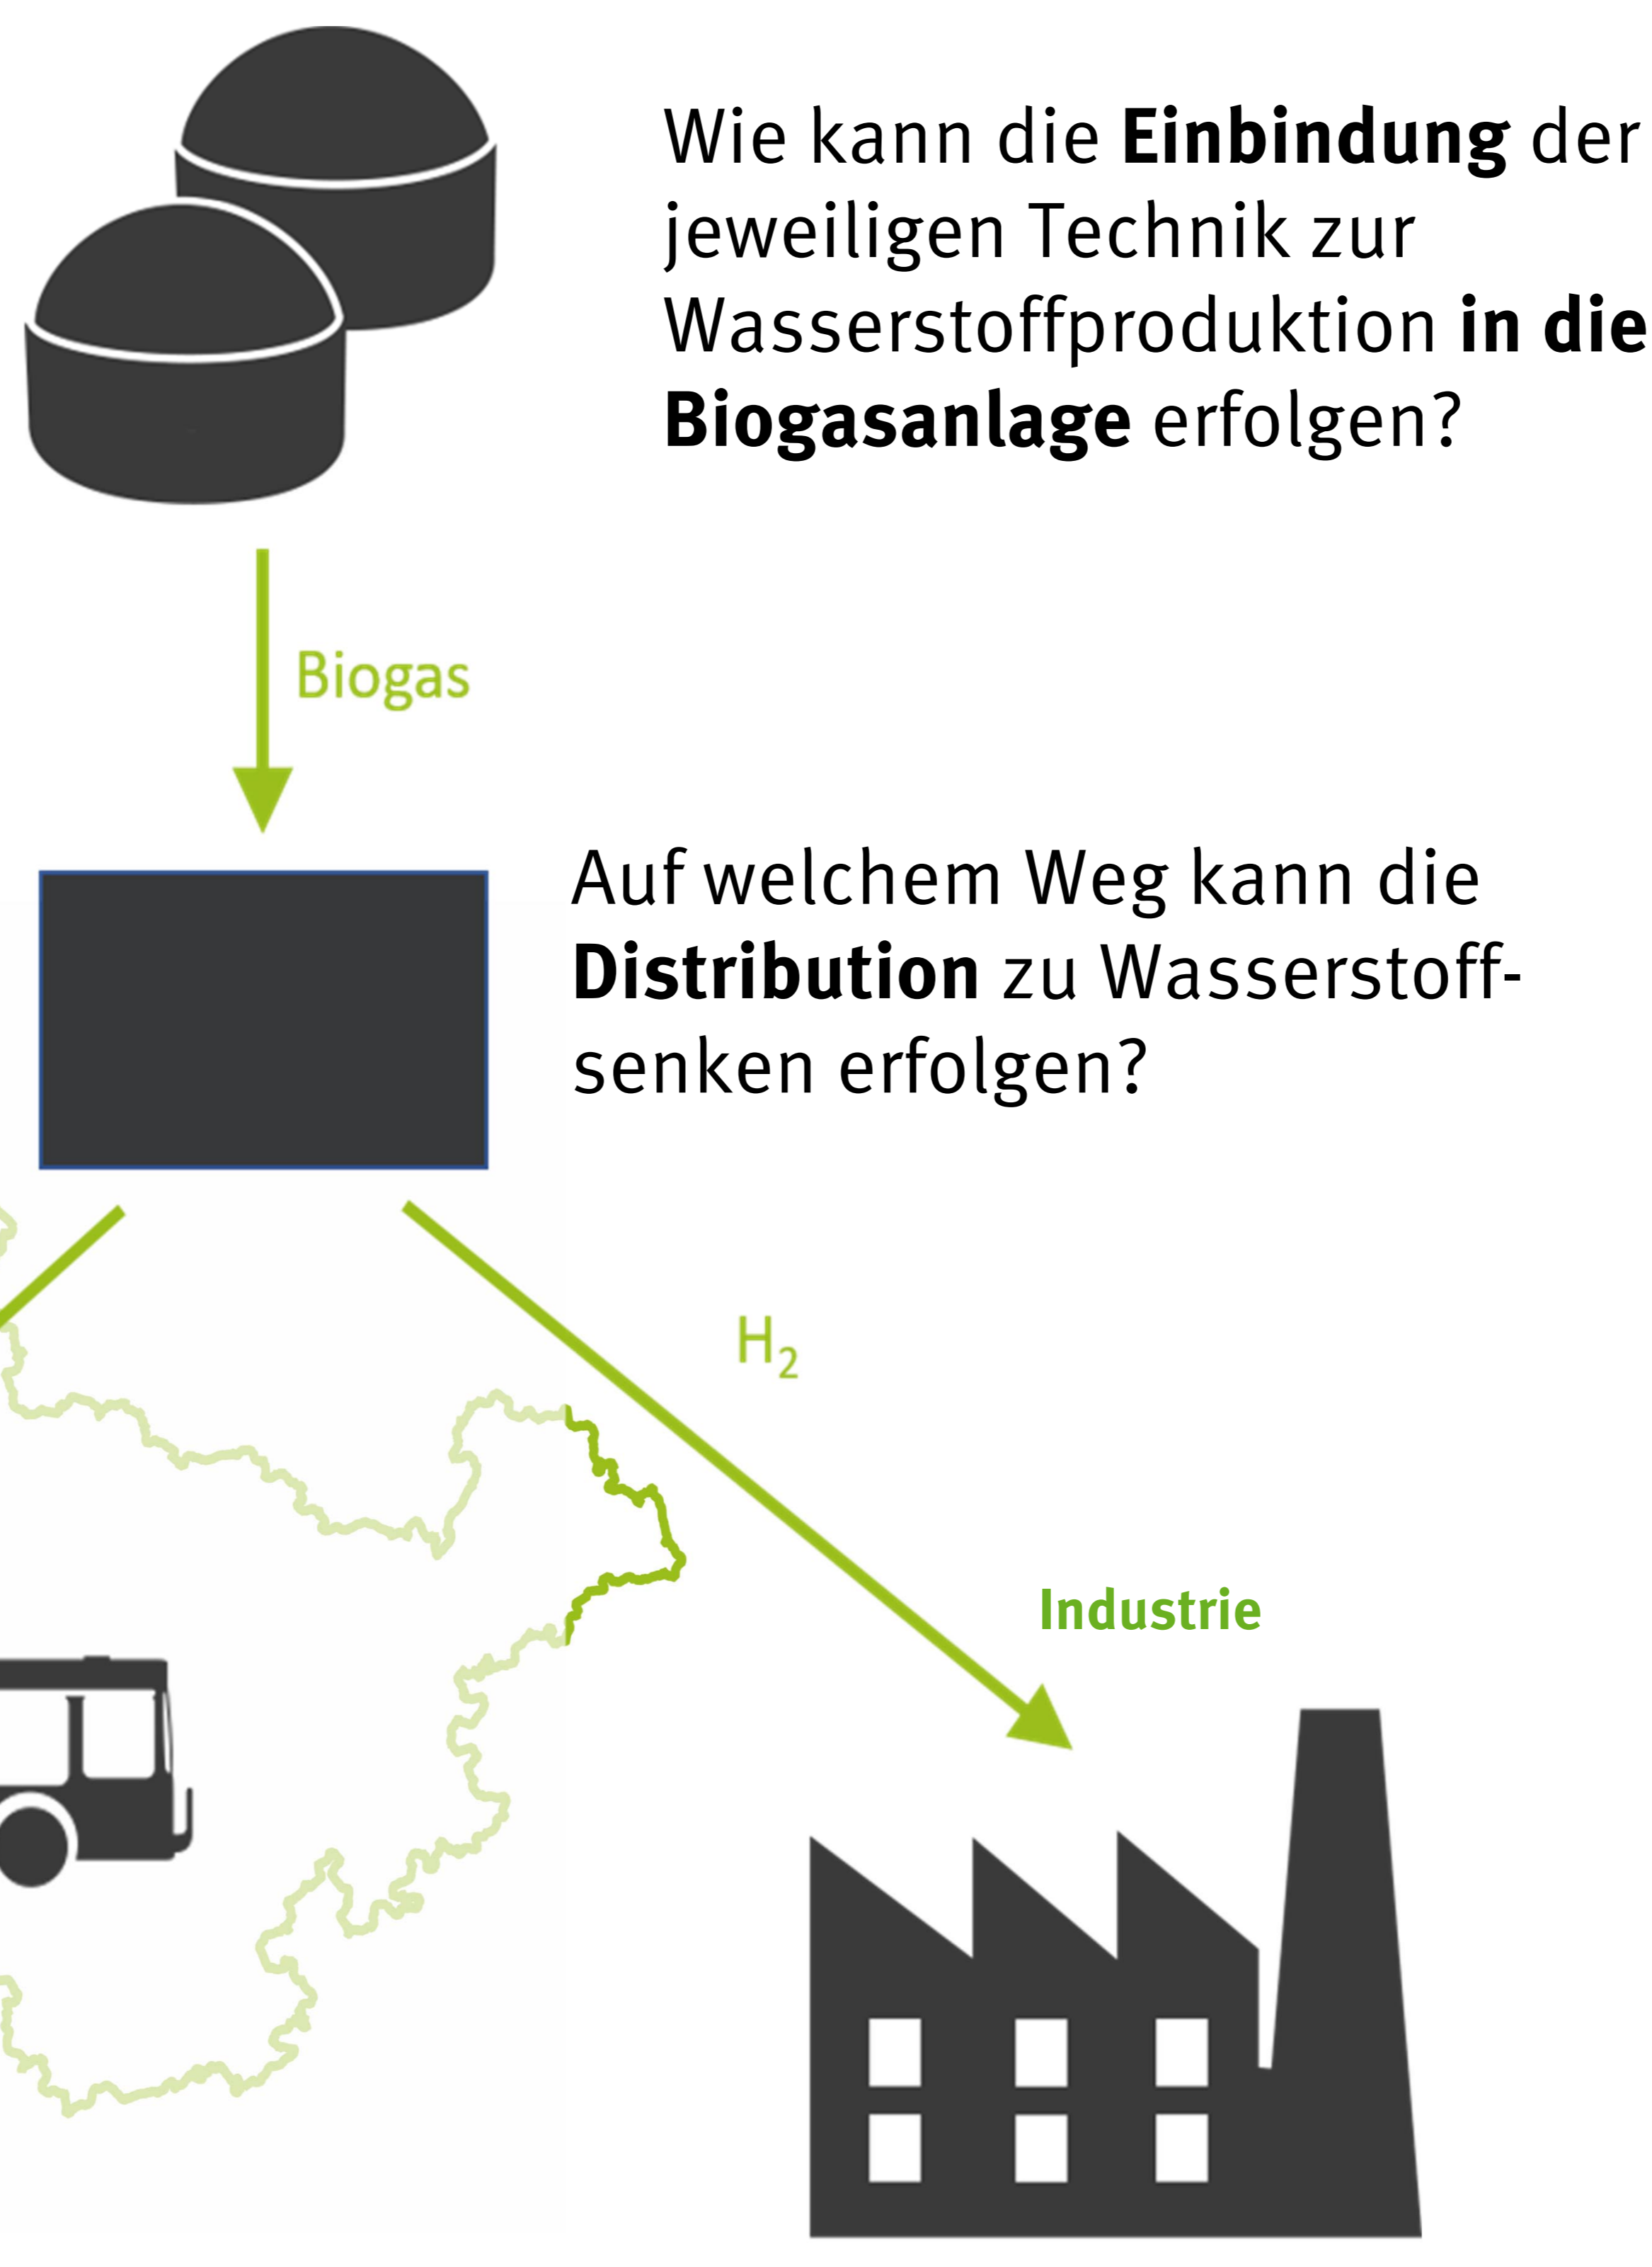 Wie kann die Einbindung der
jeweiligen Technik zur
Wasserstoffproduktion in die
Biogasanlage erfolgen?
Biogas
Auf welchem Weg kann die
Distribution zu Wasserstoff-
senken erfolgen?
H₂
Industrie